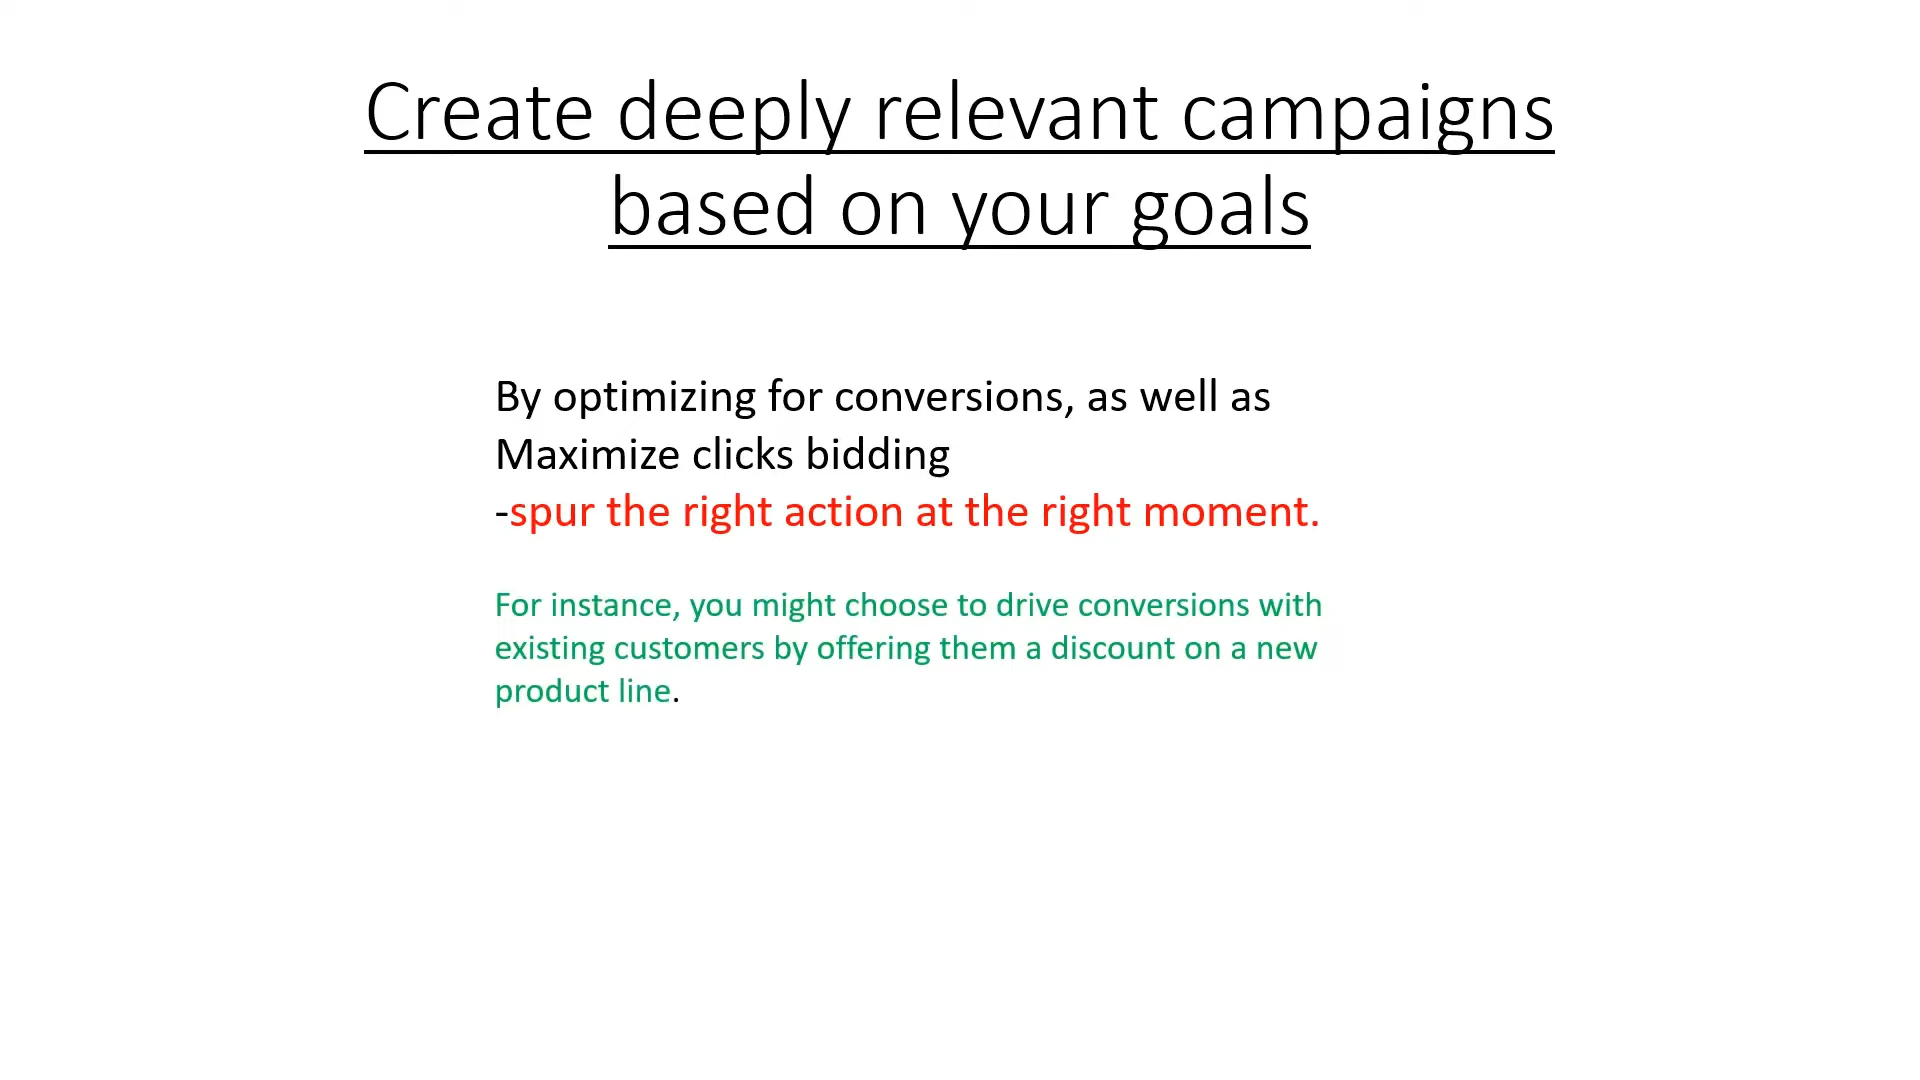 Create deeply relevant campaigns
based on your goals
By optimizing for conversions, as well as
Maximize clicks bidding
-spur the right action at the right moment.
For instance, you might choose to drive conversions with
existing customers by offering them a discount on a new
product line.